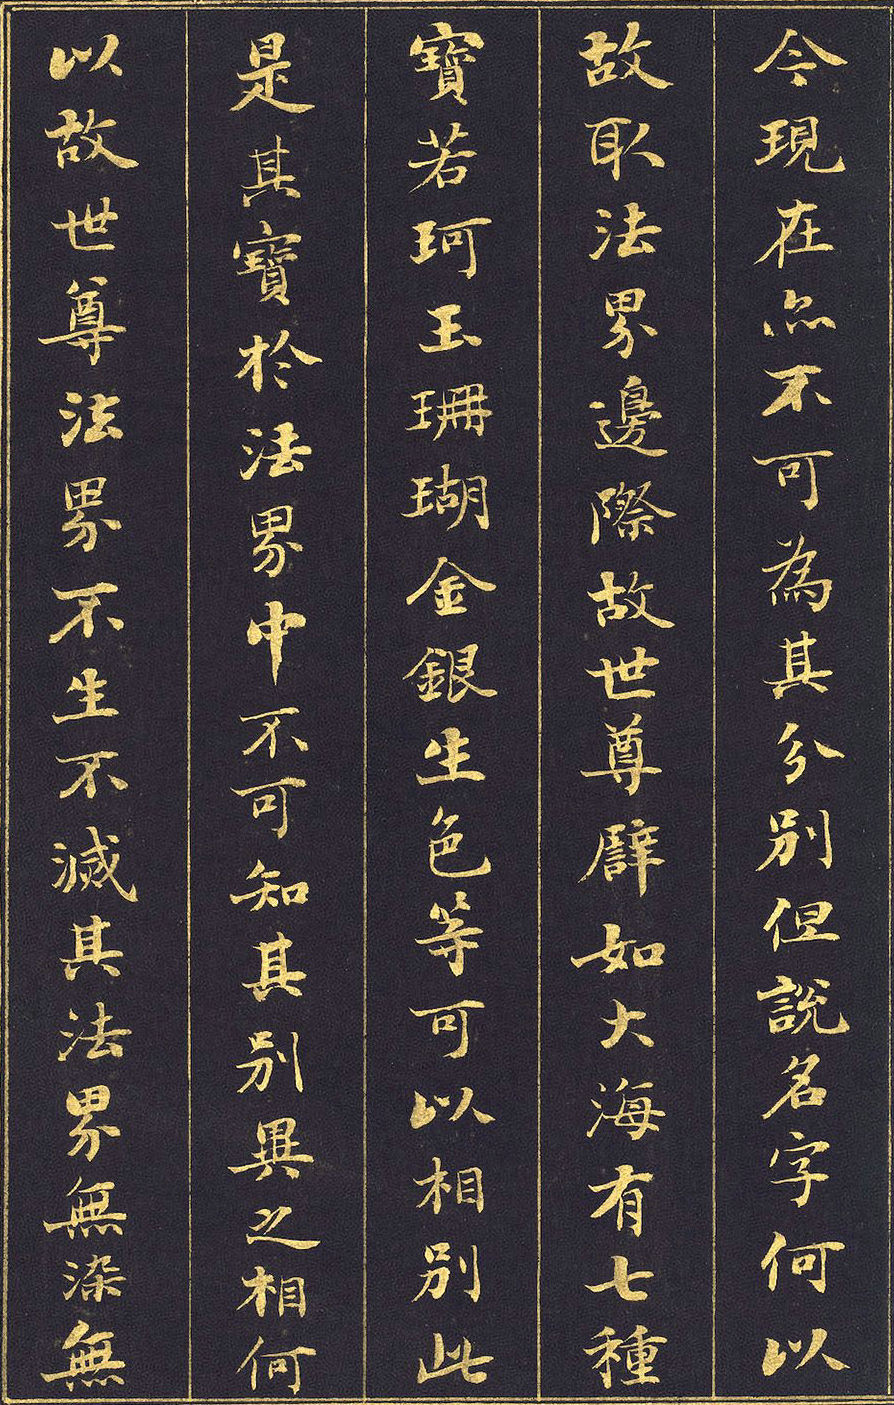 今現在亦不可為其分別但說名字何以
故取法界邊際故世尊譬如大海有七種
寶若珂玉珊瑚金銀生色等可以相別此
是其寶於法界中不可知其別異之相何
以故世尊法界不生不滅其法界無染無